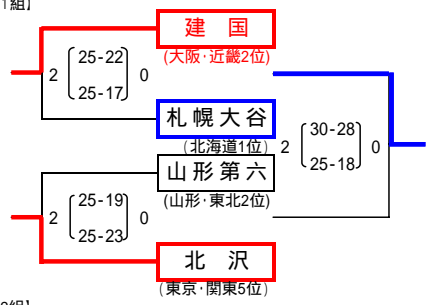 1組】
建国
(大阪・近畿2位)
2 25-22 0
25-17
札幌大谷
(北海道1位)
2 30-28 0
25-18
山形第六
(山形・東北2位)
2 25-19 0
25-23
北沢
(東京・関東5位)